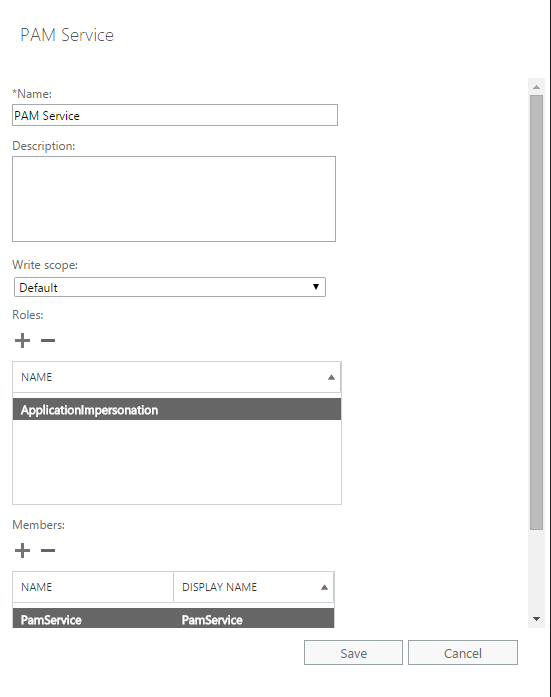 PAM Service
*Name:
PAM Service
Description:
Write scope:
Default
Roles:
NAME
ApplicationImpersonation
Members:
NAME DISPLAY NAME
PamService PamService
Save Cancel